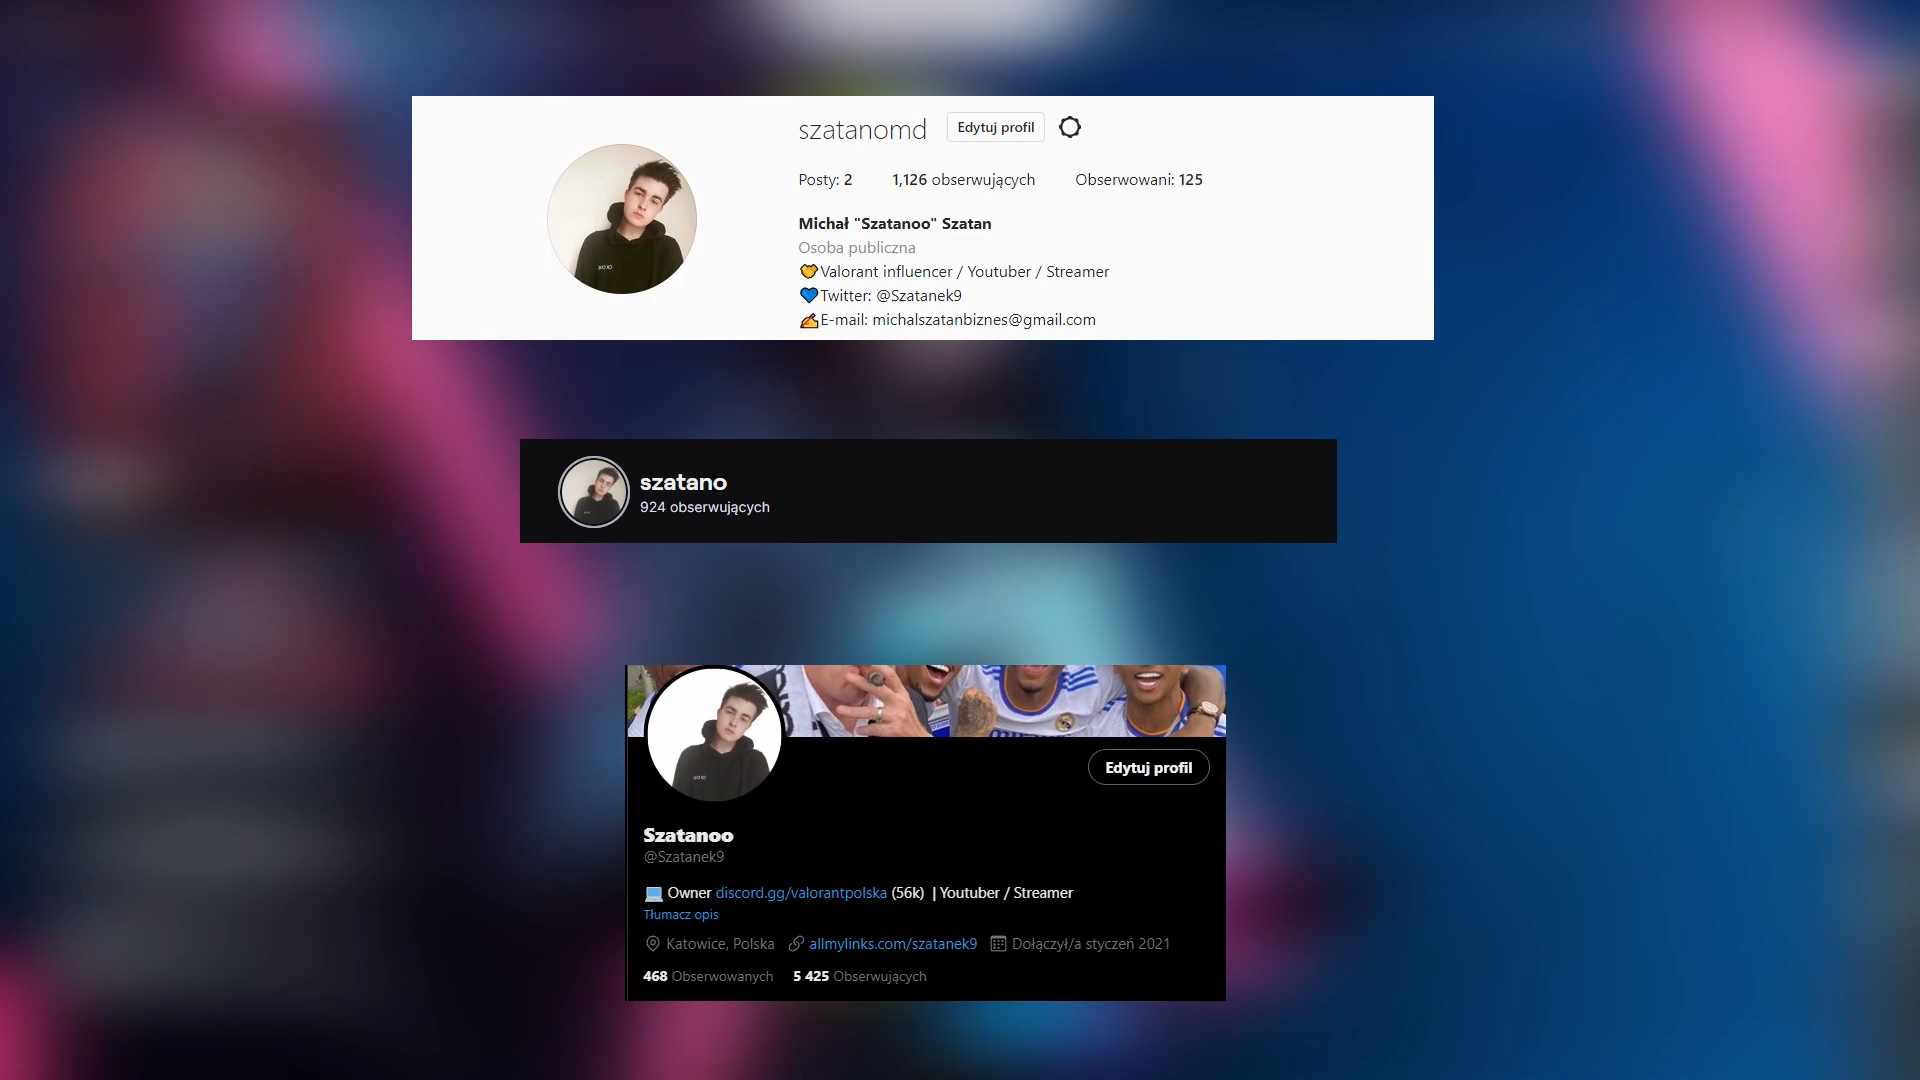 szatanomd Edytuj profil
Posty: 2 1,126 obserwujących Obserwowani: 125
Michał "Szatanoo" Szatan
Osoba publiczna
💛Valorant influencer / Youtuber / Streamer
💙Twitter: @Szatanek9
✍E-mail: michalszatanbiznes@gmail.com
szatano
924 obserwujących
Edytuj profil
Szatanoo
@Szatanek9
💻 Owner discord.gg/valorantpolska (56k) | Youtuber / Streamer
Tłumacz opis
Katowice, Polska allmylinks.com/szatanek9 Dołączył/a styczeń 2021
468 Obserwowanych 5 425 Obserwujących